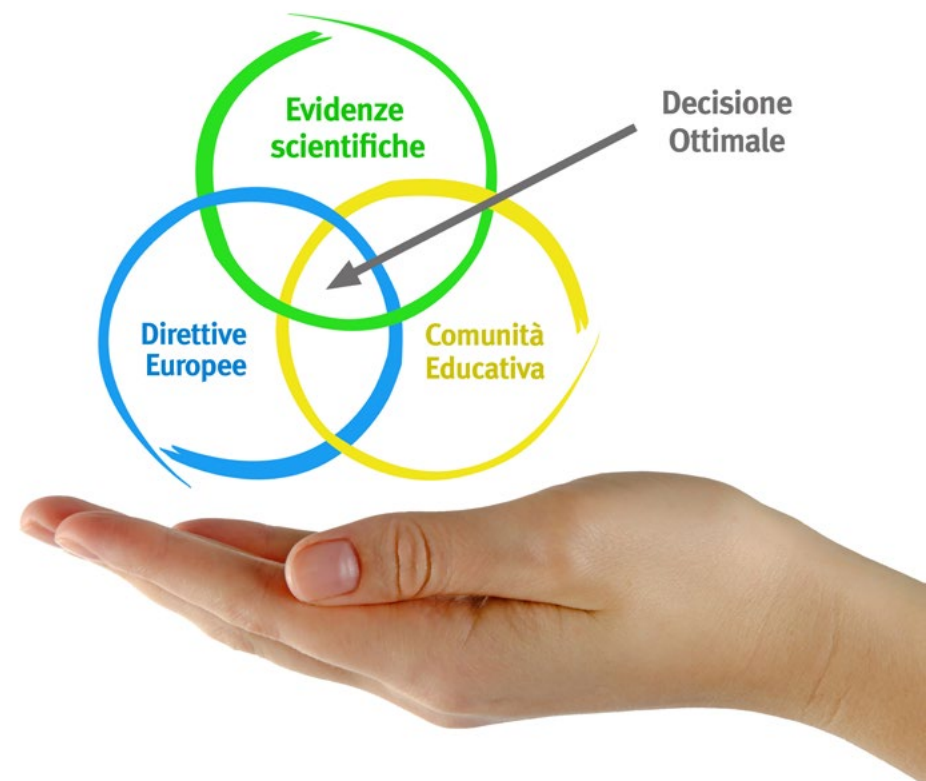 Evidenze
scientifiche
Decisione
Ottimale
Direttive
Europee
Comunità
Educativa